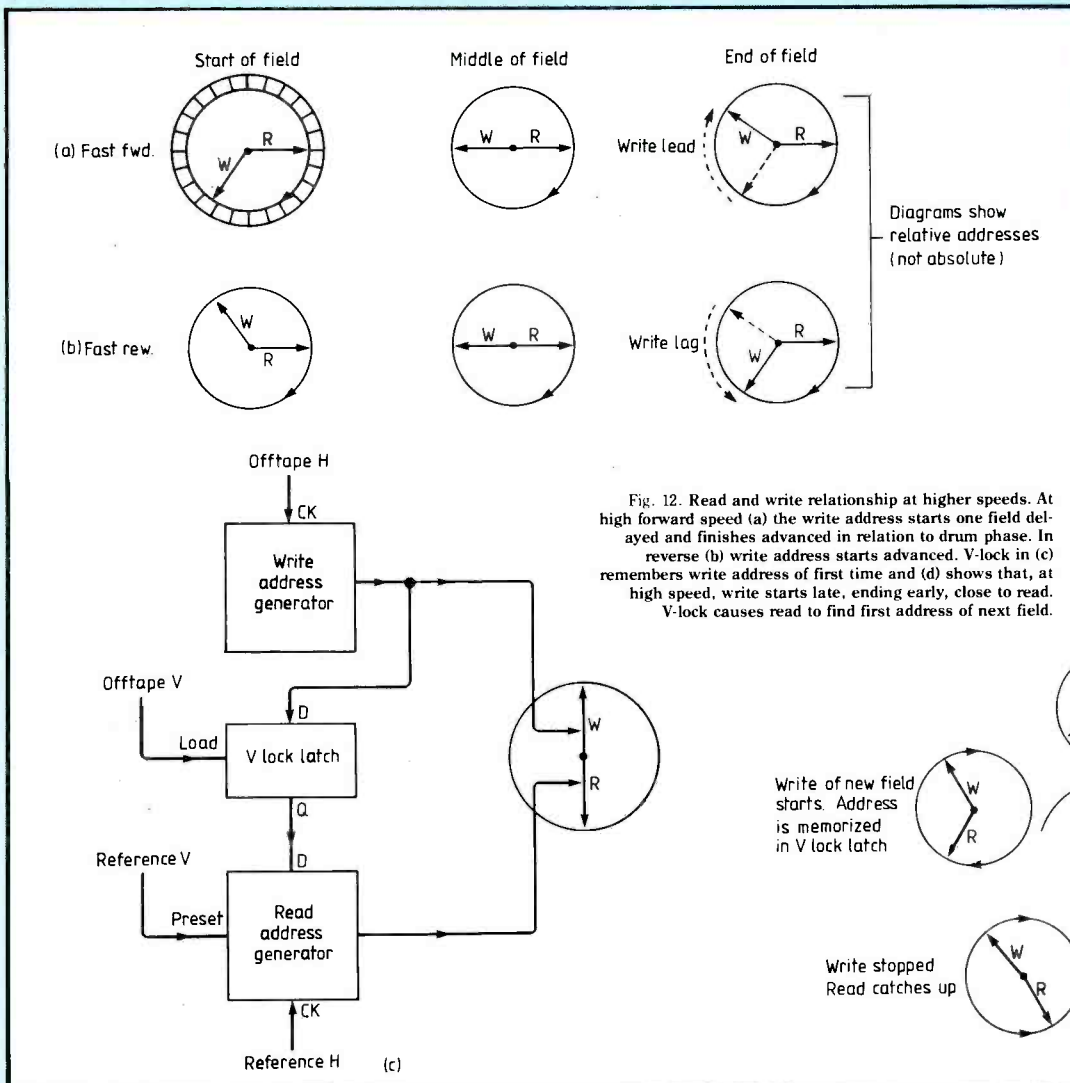 Start of field
Middle of field
End of field
(a) Fast fwd.
W
R
W
R
Write lead
W
R
Diagrams show
relative addresses
(not absolute)
(b) Fast rew.
W
R
W
R
Write lag
W
R
Offtape H
CK
Write
address
generator
Fig. 12. Read and write relationship at higher speeds. At
high forward speed (a) the write address starts one field del-
ayed and finishes advanced in relation to drum phase. In
reverse (b) write address starts advanced. V-lock in (c)
remembers write address of first time and (d) shows that, at
high speed, write starts late, ending early, close to read.
V-lock causes read to find first address of next field.
Offtape V
Load
D
V lock latch
Q
W
R
Reference V
Preset
D
Read
address
generator
CK
Reference H
(c)
Write of new field
starts. Address
is memorized
in V lock latch
W
R
Write stopped
Read catches up
W
R